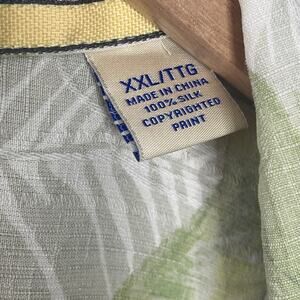 XXL/TTG
MADE IN CHINA
100% SILK
COPYRIGHTED
PRINT